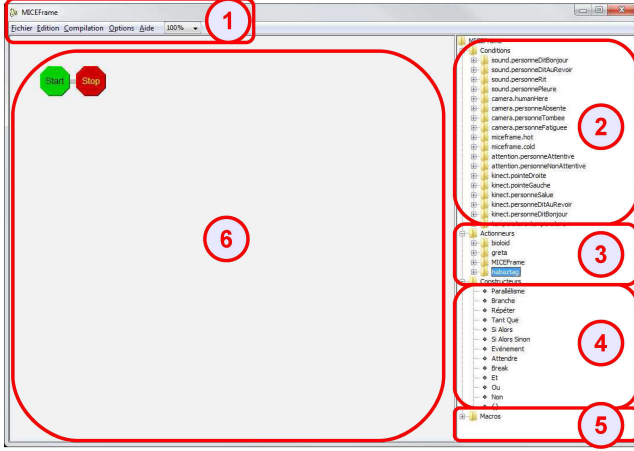 MICEFrame
Fichier Edition Compilation Options Aide 100%
1
Start Stop
6
MICEFrame
Conditions
sound.personneDitBonjour
sound.personneDitAuRevoir
sound.personneRit
sound.personnePleure
camera.humanHere
camera.personneAbsente
camera.personneTombee
camera.personneFatiguee
miceframe.hot
miceframe.cold
attention.personneAttentive
attention.personneNonAttentive
kinect.pointeDroite
kinect.pointeGauche
kinect.personneSalue
kinect.personneDitAuRevoir
kinect.personneDitBonjour
2
Actionneurs
bioloid
greta
MICEFrame
nabaztag
3
Constructeurs
Parallélisme
Branche
Répéter
Tant Que
Si Alors
Si Alors Sinon
Evénement
Attendre
Break
Et
Ou
Non
4
Macros
5